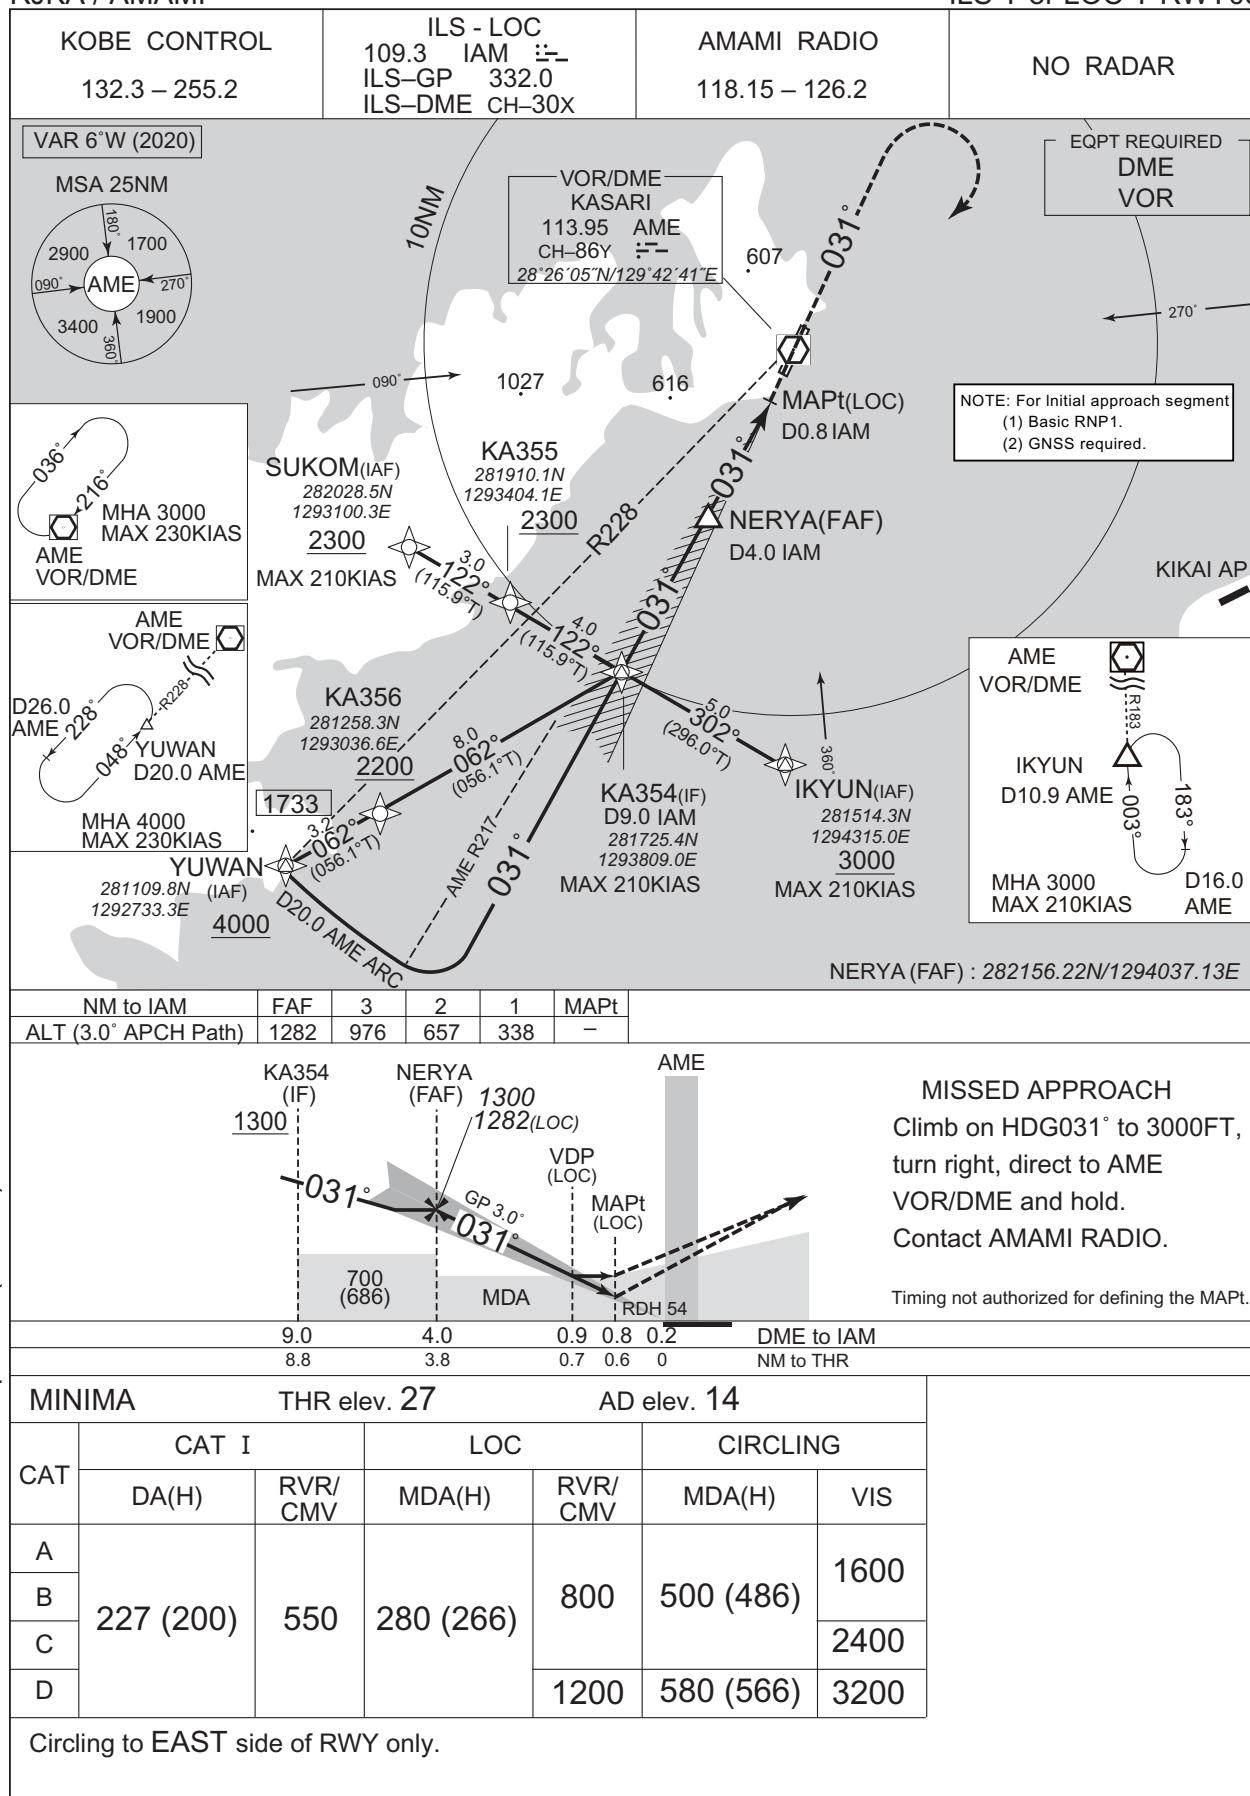 KOBE CONTROL
132.3 – 255.2
ILS - LOC
109.3 IAM
ILS–GP 332.0
ILS–DME CH–30X
AMAMI RADIO
118.15 – 126.2
NO RADAR
VAR 6°W (2020)
MSA 25NM
180°
2900
1700
090°
AME
270°
3400
1900
360°
10NM
VOR/DME
KASARI
113.95 AME
CH–86Y
28°26′05″N/129°42′41″E
EQPT REQUIRED
DME
VOR
031°
607
270°
090°
1027
616
MAPt(LOC)
D0.8 IAM
NOTE: For Initial approach segment
(1) Basic RNP1.
(2) GNSS required.
036°
216°
MHA 3000
MAX 230KIAS
AME
VOR/DME
SUKOM(IAF)
282028.5N
1293100.3E
2300
MAX 210KIAS
KA355
281910.1N
1293404.1E
2300
R228
031°
NERYA(FAF)
D4.0 IAM
KIKAI AP
3.0
122°
(115.9°T)
4.0
122°
(115.9°T)
031°
AME
VOR/DME
D26.0
AME
228°
048°
R228
YUWAN
D20.0 AME
MHA 4000
MAX 230KIAS
KA356
281258.3N
1293036.6E
2200
1733
8.0
062°
(056.1°T)
3.2
062°
(056.1°T)
YUWAN
(IAF)
281109.8N
1292733.3E
4000
D20.0 AME ARC
AME R217
031°
5.0
302°
(296.0°T)
360°
KA354(IF)
D9.0 IAM
281725.4N
1293809.0E
MAX 210KIAS
IKYUN(IAF)
281514.3N
1294315.0E
3000
MAX 210KIAS
AME
VOR/DME
R183
IKYUN
D10.9 AME
003°
183°
MHA 3000
MAX 210KIAS
D16.0
AME
NERYA (FAF) : 282156.22N/1294037.13E
NM to IAM FAF 3 2 1 MAPt
ALT (3.0° APCH Path) 1282 976 657 338 –
KA354
(IF)
1300
NERYA
(FAF)
1300
1282(LOC)
AME
031°
GP 3.0°
031°
VDP
(LOC)
MAPt
(LOC)
700
(686)
MDA
RDH 54
MISSED APPROACH
Climb on HDG031° to 3000FT,
turn right, direct to AME
VOR/DME and hold.
Contact AMAMI RADIO.
Timing not authorized for defining the MAPt.
9.0 4.0 0.9 0.8 0.2 DME to IAM
8.8 3.8 0.7 0.6 0 NM to THR
MINIMA THR elev. 27 AD elev. 14
CAT CAT I LOC CIRCLING
DA(H) RVR/CMV MDA(H) RVR/CMV MDA(H) VIS
A
B
C
D
227 (200) 550 280 (266) 800 500 (486) 1600
2400
1200 580 (566) 3200
Circling to EAST side of RWY only.